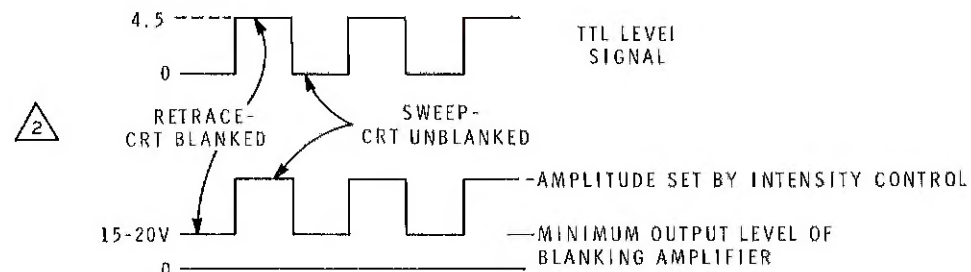 4.5
TTL LEVEL
SIGNAL
0
2
RETRACE-
CRT BLANKED
SWEEP-
CRT UNBLANKED
AMPLITUDE SET BY INTENSITY CONTROL
15-20V
MINIMUM OUTPUT LEVEL OF
BLANKING AMPLIFIER
0